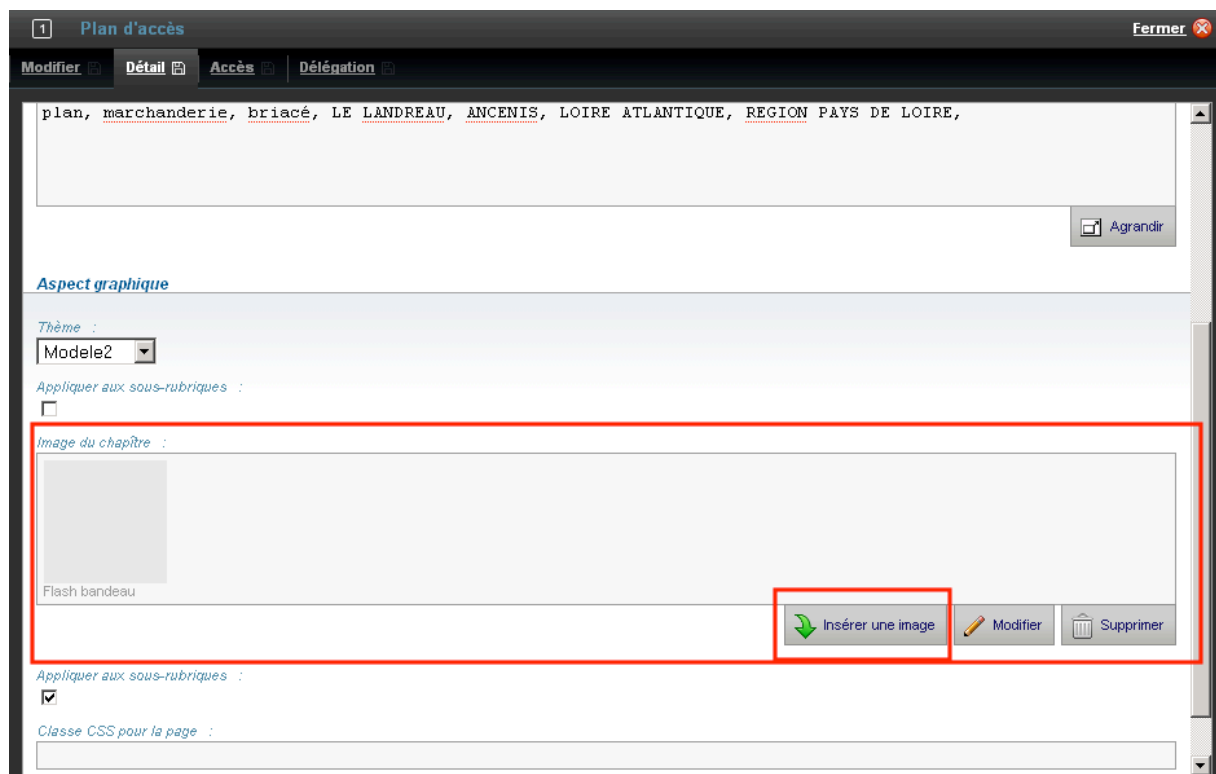 1 Plan d'accès Fermer
Modifier Détail Accès Délégation
plan, marchanderie, briacé, LE LANDREAU, ANCENIS, LOIRE ATLANTIQUE, REGION PAYS DE LOIRE,
Agrandir
Aspect graphique
Thème :
Modele2
Appliquer aux sous-rubriques :
Image du chapître :
Flash bandeau
Insérer une image Modifier Supprimer
Appliquer aux sous-rubriques :
Classe CSS pour la page :